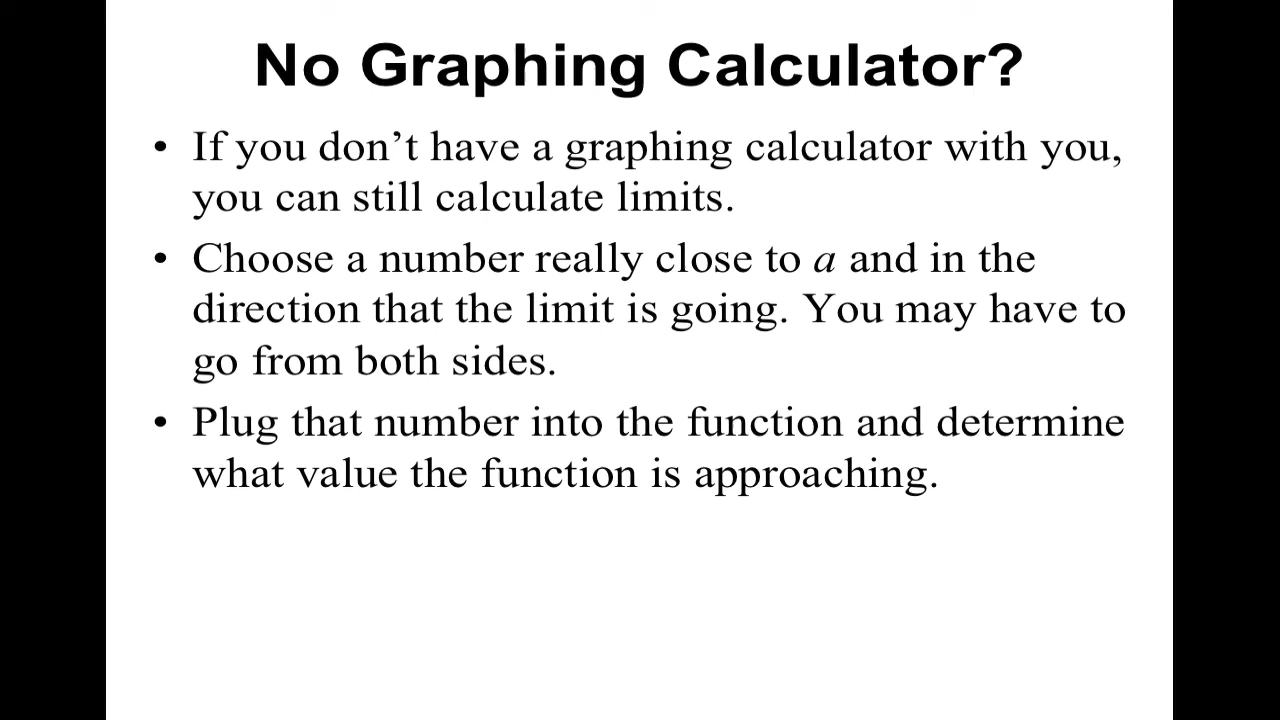 No Graphing Calculator?
• If you don’t have a graphing calculator with you,
you can still calculate limits.
• Choose a number really close to a and in the
direction that the limit is going. You may have to
go from both sides.
• Plug that number into the function and determine
what value the function is approaching.